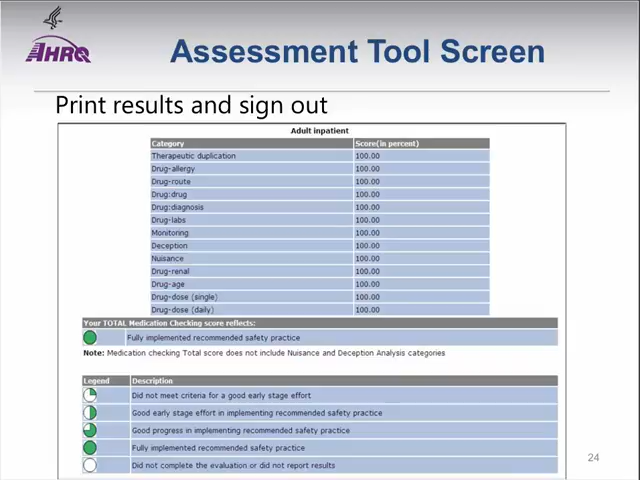 AHRQ
Assessment Tool Screen
Print results and sign out
Adult inpatient
Category Score(in percent)
Therapeutic duplication 100.00
Drug-allergy 100.00
Drug-route 100.00
Drug:drug 100.00
Drug:diagnosis 100.00
Drug-labs 100.00
Monitoring 100.00
Deception 100.00
Nuisance 100.00
Drug-renal 100.00
Drug-age 100.00
Drug-dose (single) 100.00
Drug-dose (daily) 100.00
Your TOTAL Medication Checking score reflects:
Fully implemented recommended safety practice
Note: Medication checking Total score does not include Nuisance and Deception Analysis categories
Legend Description
Did not meet criteria for a good early stage effort
Good early stage effort in implementing recommended safety practice
Good progress in implementing recommended safety practice
Fully implemented recommended safety practice
Did not complete the evaluation or did not report results
24